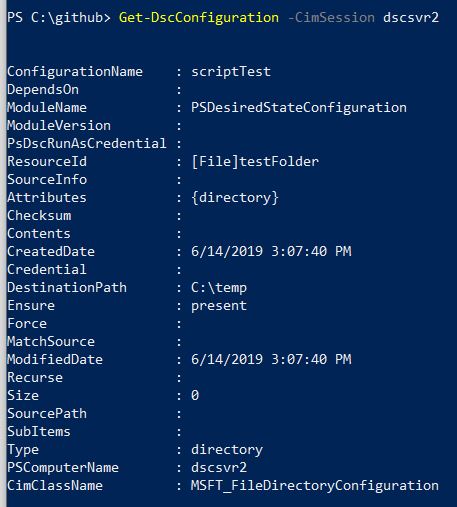 PS C:\github> Get-DscConfiguration -CimSession dscsvr2
ConfigurationName    : scriptTest
DependsOn            :
ModuleName           : PSDesiredStateConfiguration
ModuleVersion        :
PsDscRunAsCredential :
ResourceId           : [File]testFolder
SourceInfo           :
Attributes           : {directory}
Checksum             :
Contents             :
CreatedDate          : 6/14/2019 3:07:40 PM
Credential           :
DestinationPath      : C:\temp
Ensure               : present
Force                :
MatchSource          :
ModifiedDate         : 6/14/2019 3:07:40 PM
Recurse              :
Size                 : 0
SourcePath           :
SubItems             :
Type                 : directory
PSComputerName       : dscsvr2
CimClassName         : MSFT_FileDirectoryConfiguration